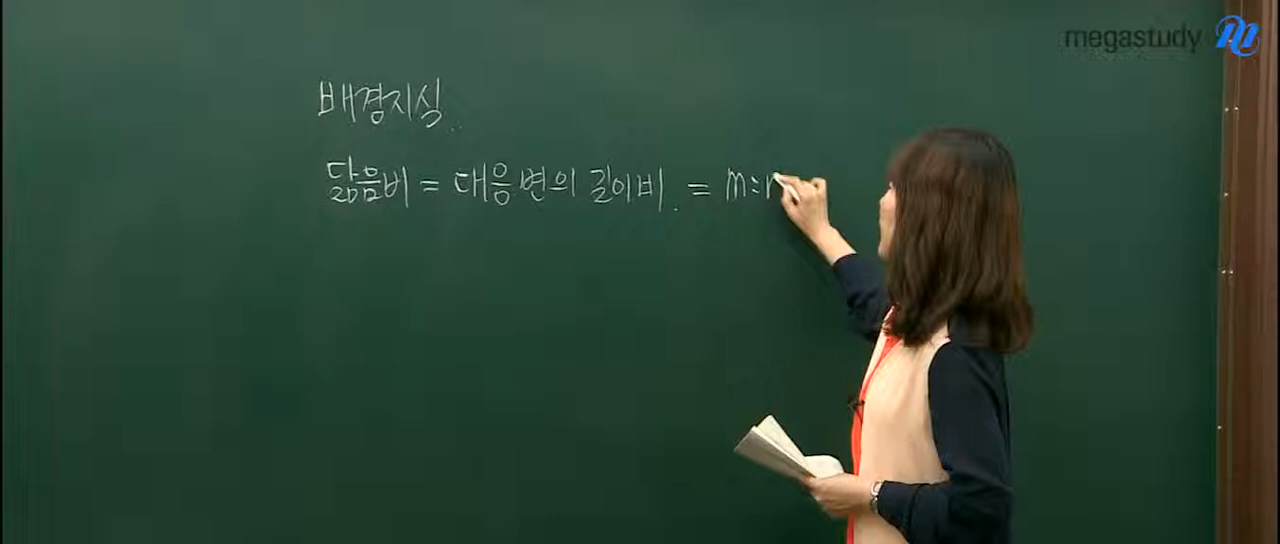 megastudy
배경지식
닮음비 = 대응변의 길이비. = m:n